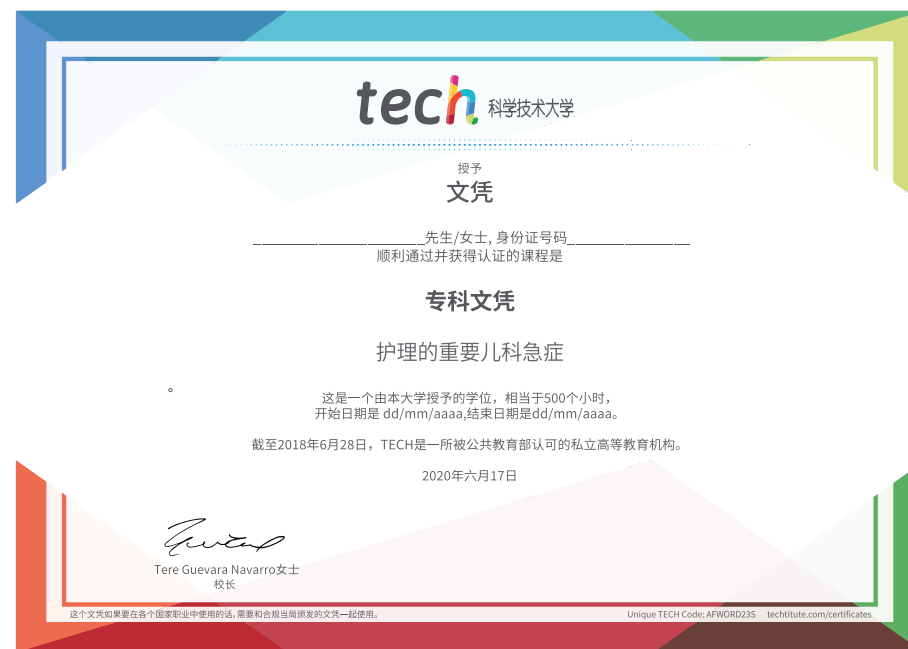 tech 科学技术大学
授予
文凭
_______________________先生/女士, 身份证号码________________
顺利通过并获得认证的课程是
专科文凭
护理的重要儿科急症
。
这是一个由本大学授予的学位，相当于500个小时，
开始日期是 dd/mm/aaaa,结束日期是dd/mm/aaaa。
截至2018年6月28日，TECH是一所被公共教育部认可的私立高等教育机构。
2020年六月17日
Tere Guevara Navarro女士
校长
这个文凭如果要在各个国家职业中使用的话,需要和合规当局颁发的文凭一起使用。
Unique TECH Code: AFWORD23S techtitute.com/certificates